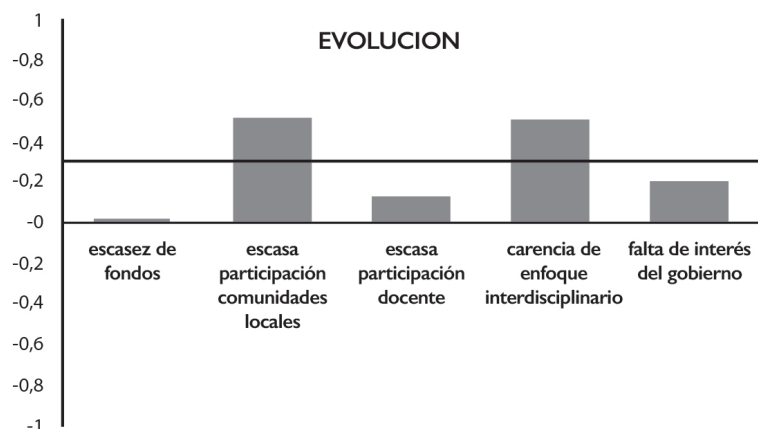 EVOLUCION
1
-0,8
-0,6
-0,4
-0,2
-0
-0,2
-0,4
-0,6
-0,8
-1
escasez de
fondos
escasa
participación
comunidades
locales
escasa
participación
docente
carencia de
enfoque
interdisciplinario
falta de interés
del gobierno